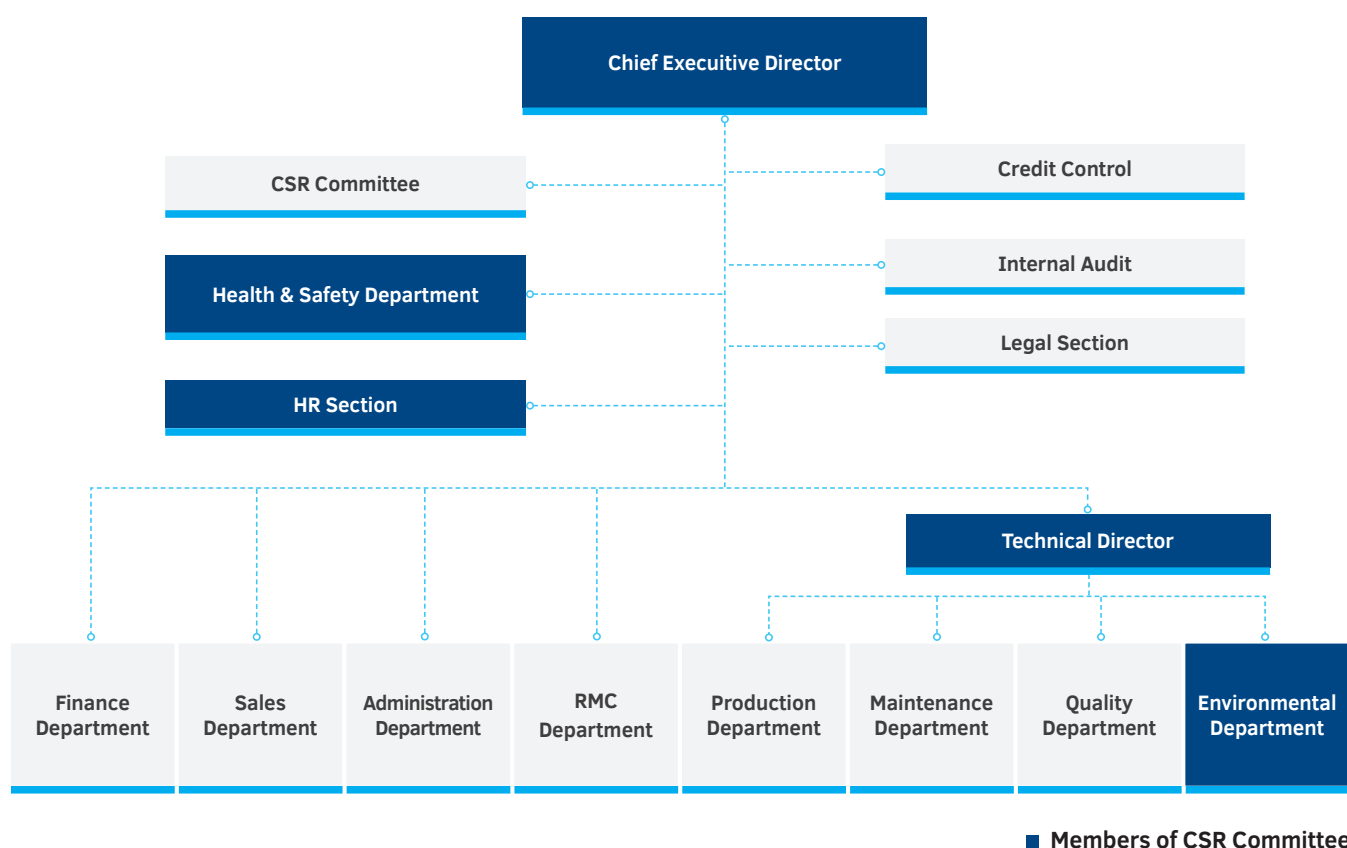 Chief Execuitive Director
CSR Committee
Credit Control
Health & Safety Department
Internal Audit
Legal Section
HR Section
Technical Director
Finance
Department
Sales
Department
Administration
Department
RMC
Department
Production
Department
Maintenance
Department
Quality
Department
Environmental
Department
Members of CSR Committee